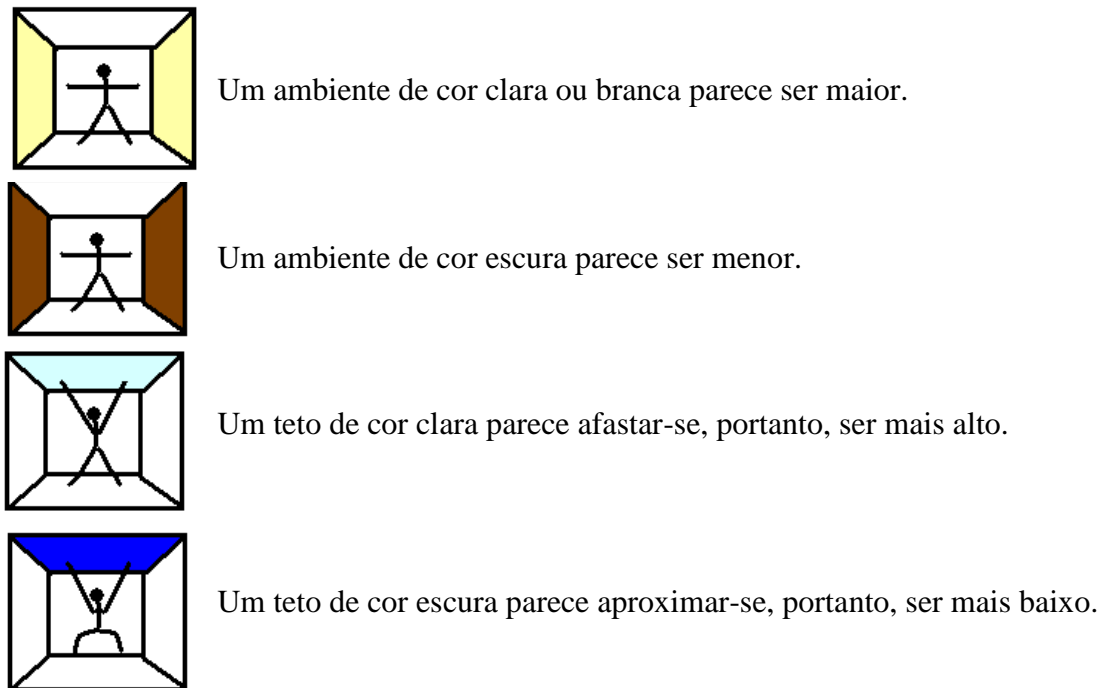 Um ambiente de cor clara ou branca parece ser maior.
Um ambiente de cor escura parece ser menor.
Um teto de cor clara parece afastar-se, portanto, ser mais alto.
Um teto de cor escura parece aproximar-se, portanto, ser mais baixo.